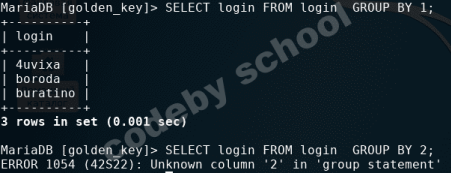 MariaDB [golden_key]> SELECT login FROM login  GROUP BY 1;
+----------+
| login    |
+----------+
| 4uvixa   |
| boroda   |
| buratino |
+----------+
3 rows in set (0.001 sec)
MariaDB [golden_key]> SELECT login FROM login  GROUP BY 2;
ERROR 1054 (42S22): Unknown column '2' in 'group statement'
codeby school